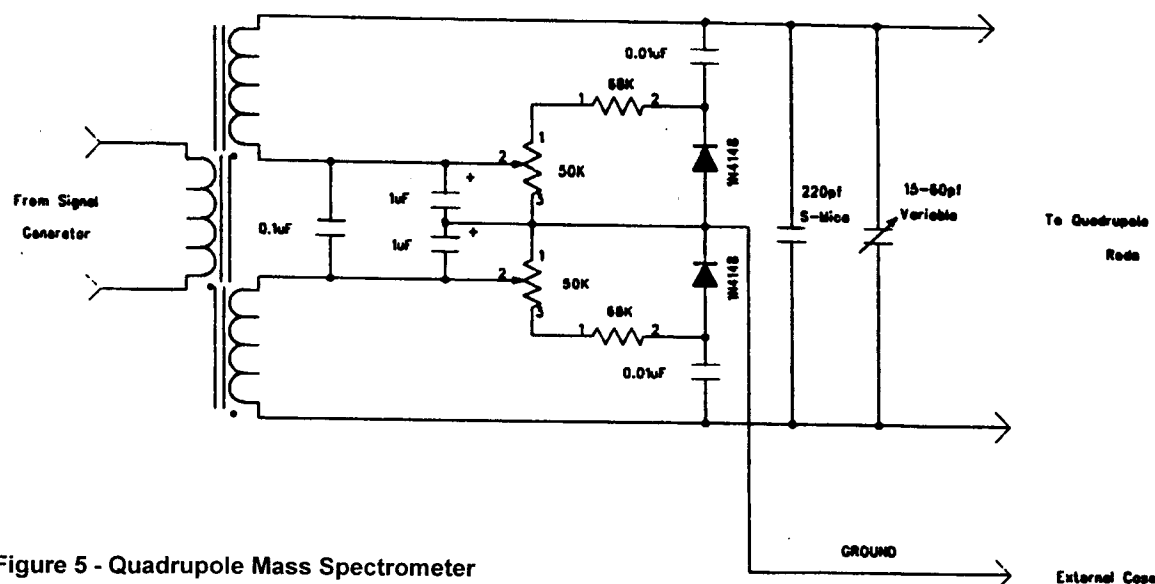 0.01uF
68K
1 2
1
2
50K
3
1N4148
+
1uF
From Signal
Generator
0.1uF
220pf
S-Mica
15-60pf
Variable
To Quadrupole
Rods
+
1uF
2
50K
3
1N4148
68K
1 2
0.01uF
GROUND
Figure 5 - Quadrupole Mass Spectrometer
External Case